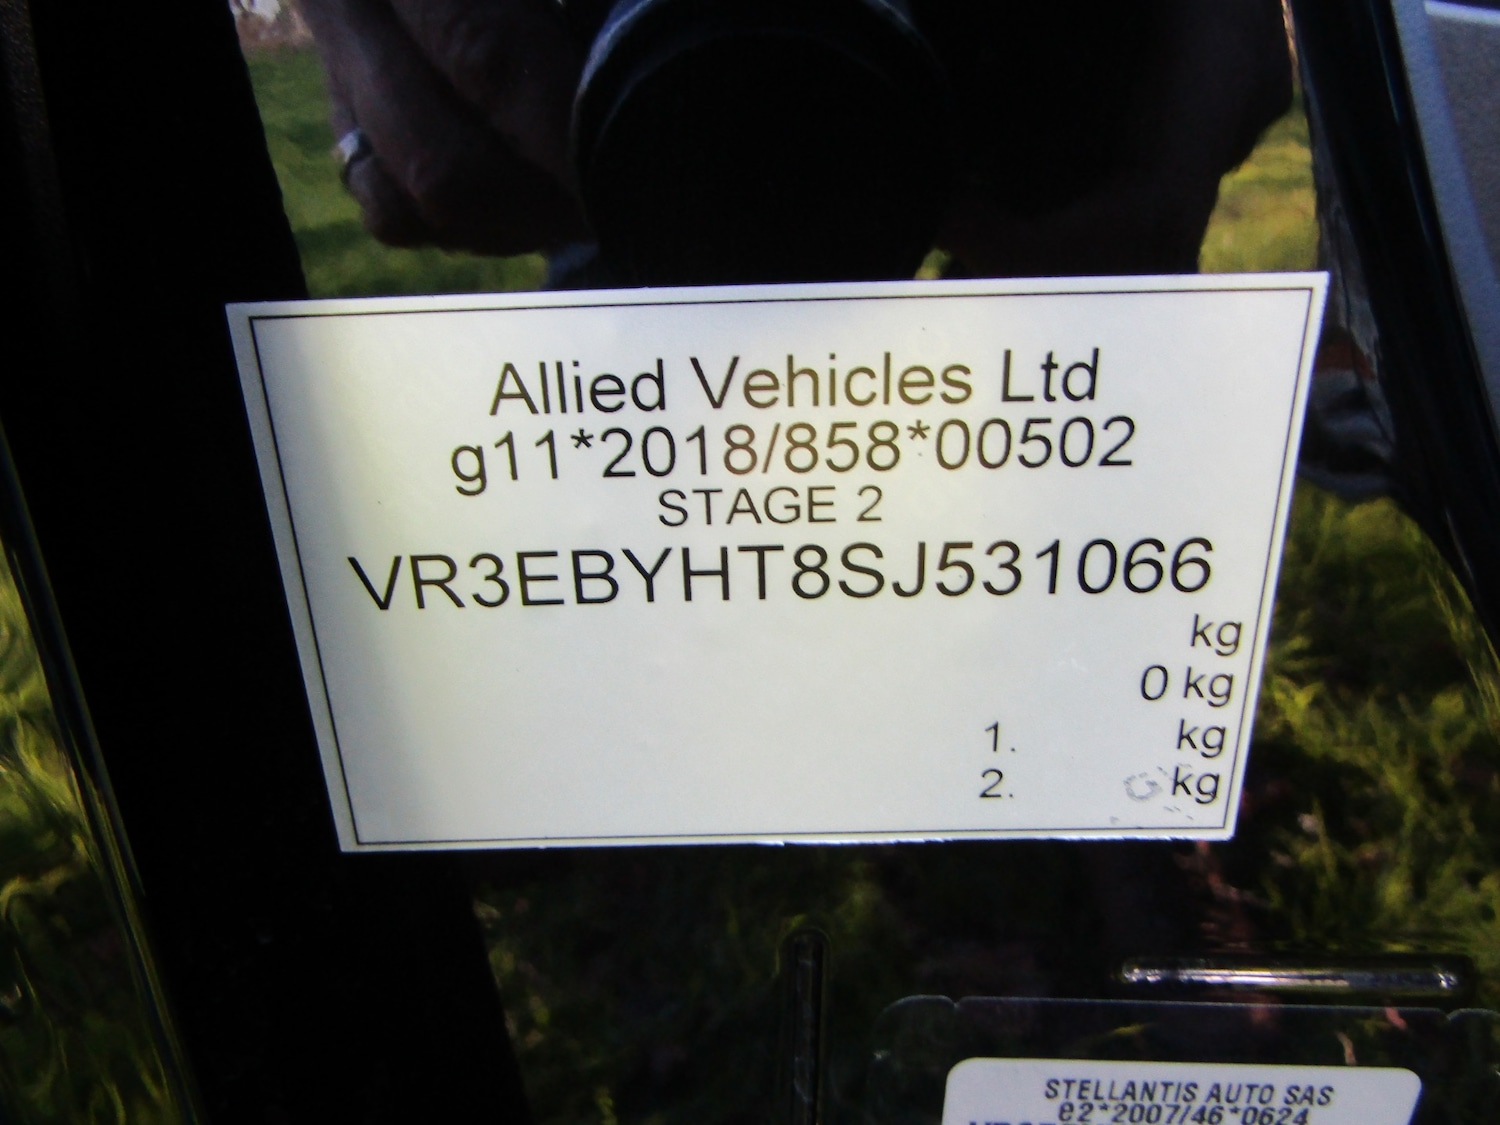 Allied Vehicles Ltd
g11*2018/858*00502
STAGE 2
VR3EBYHT8SJ531066
kg
0 kg
1. kg
2. kg
STELLANTIS AUTO SAS
e2*2007/46*0624